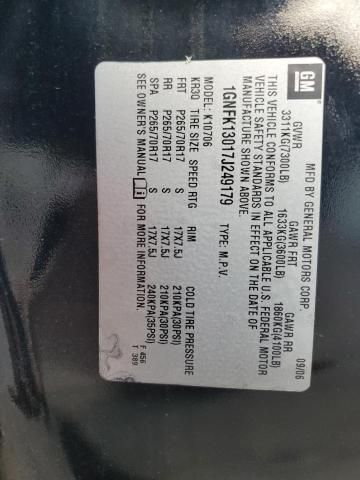 GM
MFD BY GENERAL MOTORS CORP. 09/06
GVWR GAWR FRT GAWR RR
3311KG(7300LB) 1633KG(3600LB) 1860KG(4100LB)
THIS VEHICLE CONFORMS TO ALL APPLICABLE U.S. FEDERAL MOTOR
VEHICLE SAFETY STANDARDS IN EFFECT ON THE DATE OF
MANUFACTURE SHOWN ABOVE.
1GNFK13017J249179 TYPE: M.P.V.
MODEL: K10706
KR3Q TIRE SIZE SPEED RTG RIM COLD TIRE PRESSURE
FRT P265/70R17 S 17X7.5J 210KPA(30PSI)
RR P265/70R17 S 17X7.5J 210KPA(30PSI)
SPA P265/70R17 S 17X7.5J 240KPA(35PSI)
SEE OWNER'S MANUAL FOR MORE INFORMATION.
F 456
T 389